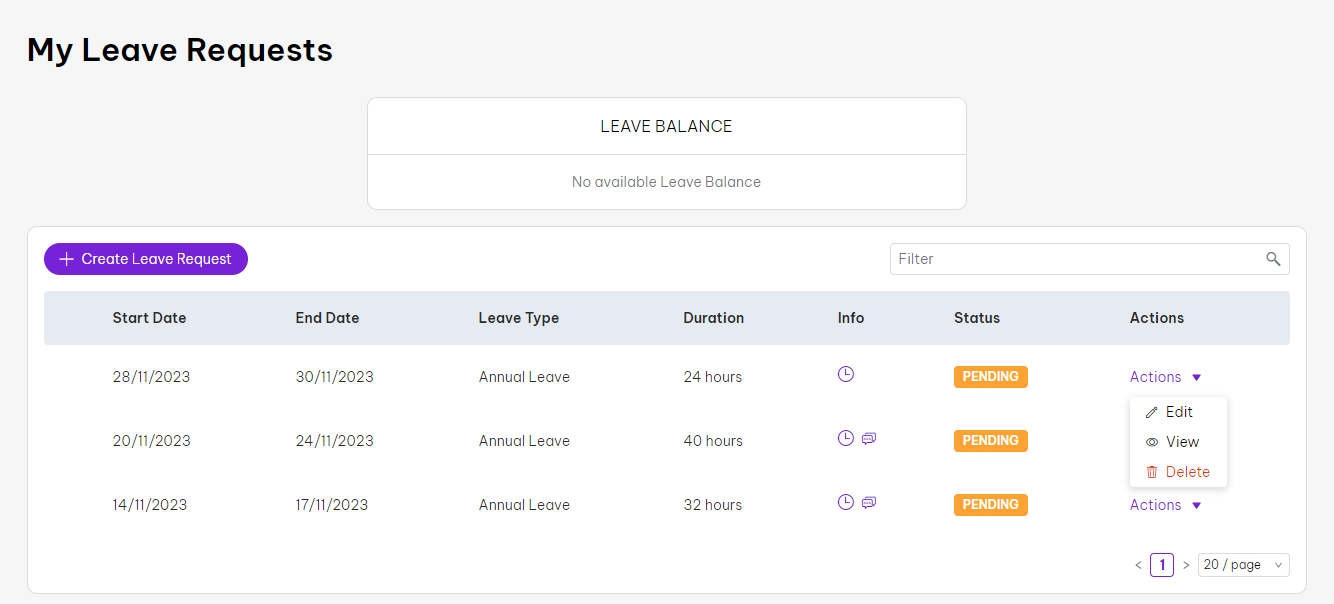 My Leave Requests
LEAVE BALANCE
No available Leave Balance
Create Leave Request
Filter
Start Date End Date Leave Type Duration Info Status Actions
28/11/2023 30/11/2023 Annual Leave 24 hours PENDING Actions
Edit
20/11/2023 24/11/2023 Annual Leave 40 hours PENDING View
Delete
14/11/2023 17/11/2023 Annual Leave 32 hours PENDING Actions
< 1 > 20 / page